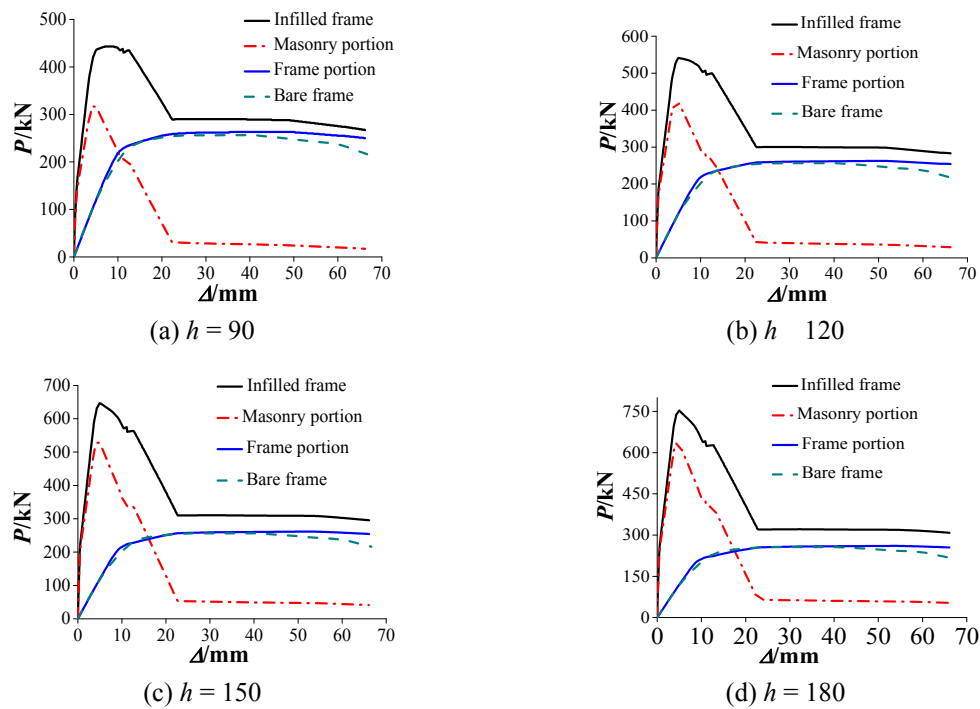 500
400
300
200
100
0
P/kN
0 10 20 30 40 50 60 70
Δ/mm
Infilled frame
Masonry portion
Frame portion
Bare frame
(a) h = 90
600
500
400
300
200
100
0
P/kN
0 10 20 30 40 50 60 70
Δ/mm
Infilled frame
Masonry portion
Frame portion
Bare frame
(b) h 120
700
600
500
400
300
200
100
0
P/kN
0 10 20 30 40 50 60 70
Δ/mm
Infilled frame
Masonry portion
Frame portion
Bare frame
(c) h = 150
750
600
450
300
150
0
P/kN
0 10 20 30 40 50 60 70
Δ/mm
Infilled frame
Masonry portion
Frame portion
Bare frame
(d) h = 180